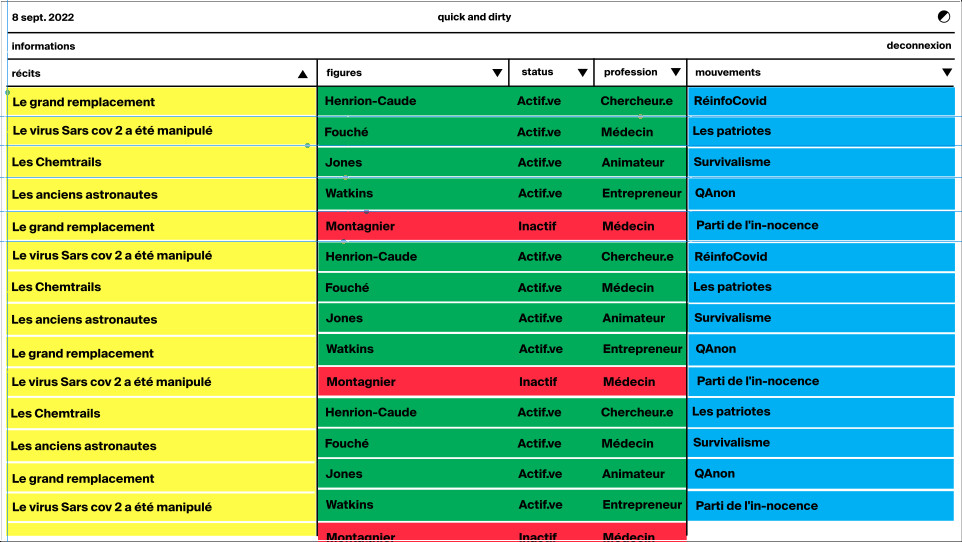 8 sept. 2022 quick and dirty
informations deconnexion
récits figures status profession mouvements
Le grand remplacement Henrion-Caude Actif.ve Chercheur.e RéinfoCovid
Le virus Sars cov 2 a été manipulé Fouché Actif.ve Médecin Les patriotes
Les Chemtrails Jones Actif.ve Animateur Survivalisme
Les anciens astronautes Watkins Actif.ve Entrepreneur QAnon
Le grand remplacement Montagnier Inactif Médecin Parti de l'in-nocence
Le virus Sars cov 2 a été manipulé Henrion-Caude Actif.ve Chercheur.e RéinfoCovid
Les Chemtrails Fouché Actif.ve Médecin Les patriotes
Les anciens astronautes Jones Actif.ve Animateur Survivalisme
Le grand remplacement Watkins Actif.ve Entrepreneur QAnon
Le virus Sars cov 2 a été manipulé Montagnier Inactif Médecin Parti de l'in-nocence
Les Chemtrails Henrion-Caude Actif.ve Chercheur.e Les patriotes
Les anciens astronautes Fouché Actif.ve Médecin Survivalisme
Le grand remplacement Jones Actif.ve Animateur QAnon
Le virus Sars cov 2 a été manipulé Watkins Actif.ve Entrepreneur Parti de l'in-nocence
Montagnier Inactif Médecin